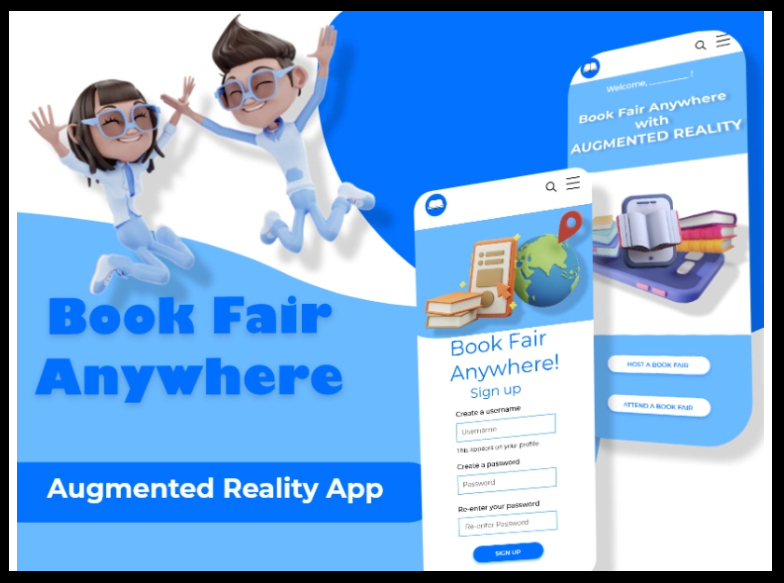 Book Fair
Anywhere
Augmented Reality App
Book Fair
Anywhere!
Sign up
Create a username
Username
This appears on your profile.
Create a password
Password
Re-enter your password
Re-enter Password
SIGN UP
Welcome, ________ !
Book Fair Anywhere
with
AUGMENTED REALITY
HOST A BOOK FAIR
ATTEND A BOOK FAIR